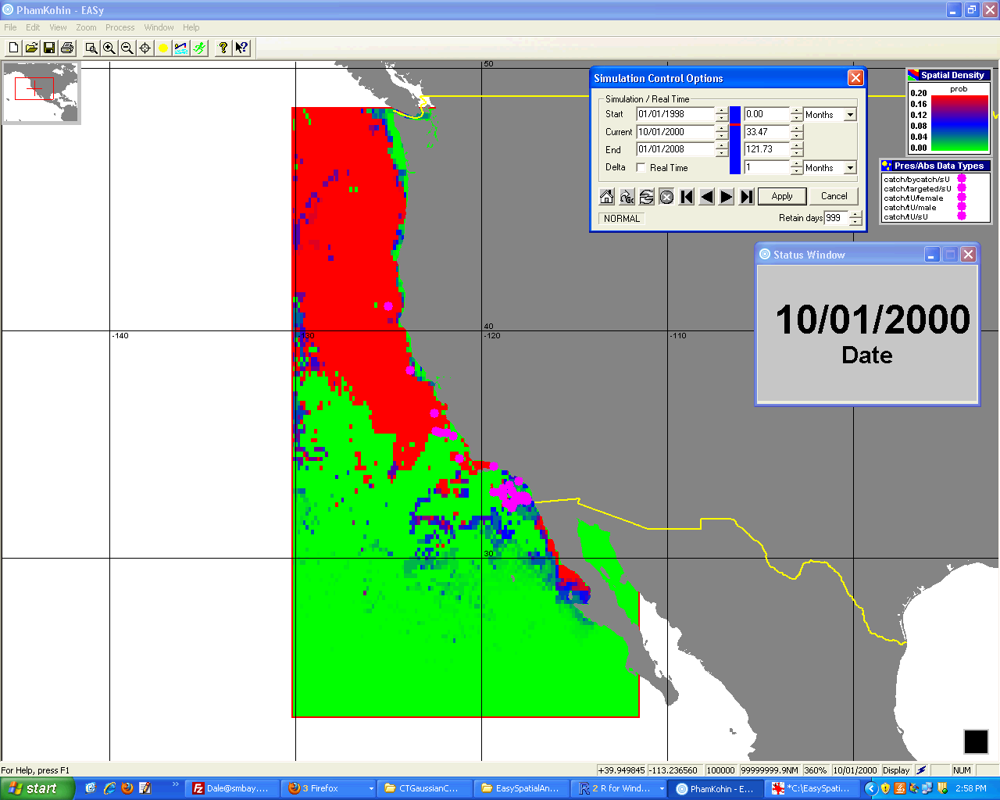 PhamKohin - EASy
File Edit View Zoom Process Window Help
50
Simulation Control Options
Simulation / Real Time
Start 01/01/1998 0.00 Months
Current 10/01/2000 33.47
End 01/01/2008 121.73
Delta Real Time 1 Months
Apply Cancel
NORMAL Retain days 999
Spatial Density
prob
0.20
0.16
0.12
0.08
0.04
0.00
Pres/Abs Data Types
catch/bycatch/sU
catch/targeted/sU
catch/tU/female
catch/tU/male
catch/tU/sU
Status Window
10/01/2000
Date
40
-140 -130 -120 -110
30
For Help, press F1 +39.949845 -113.236560 100000 99999999.9NM 360% 10/01/2000 Display NUM
start » Dale@smbay.... 3 Firefox CTGaussianC... EasySpatialAn... 2 R for Wind... PhamKohin - E... *C:\EasySpati... 2:58 PM